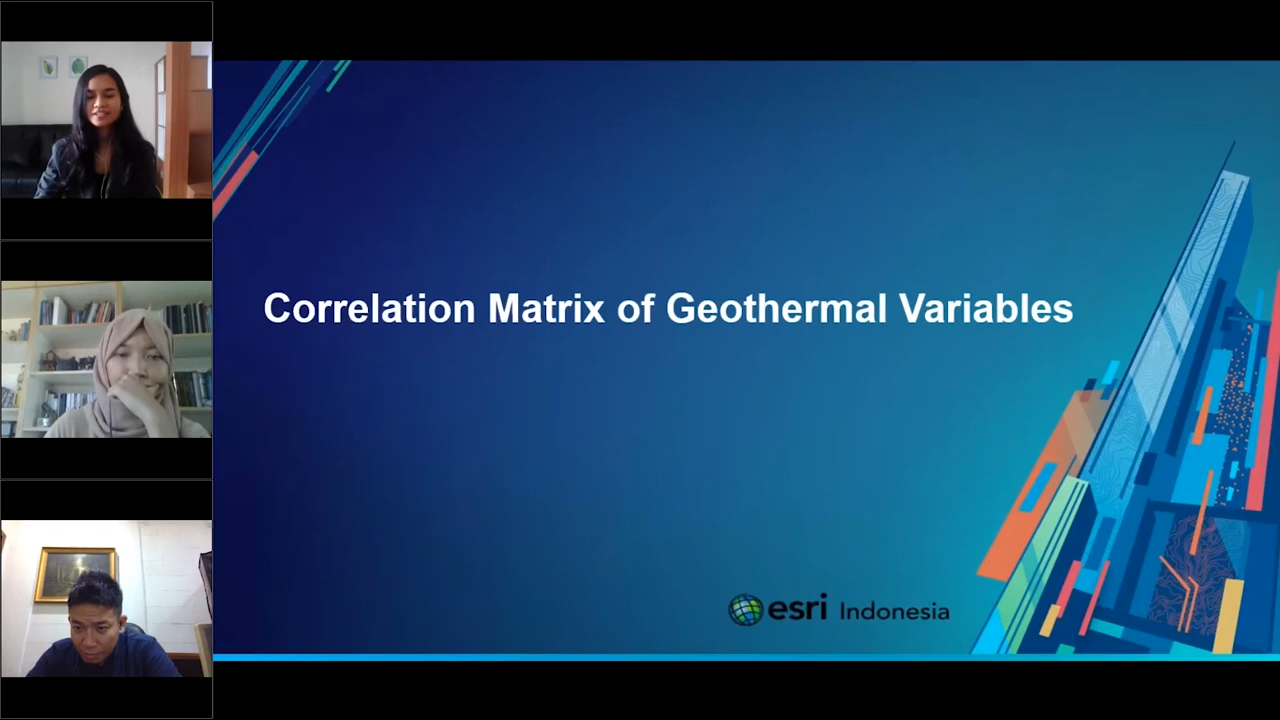 Correlation Matrix of Geothermal Variables
esri Indonesia